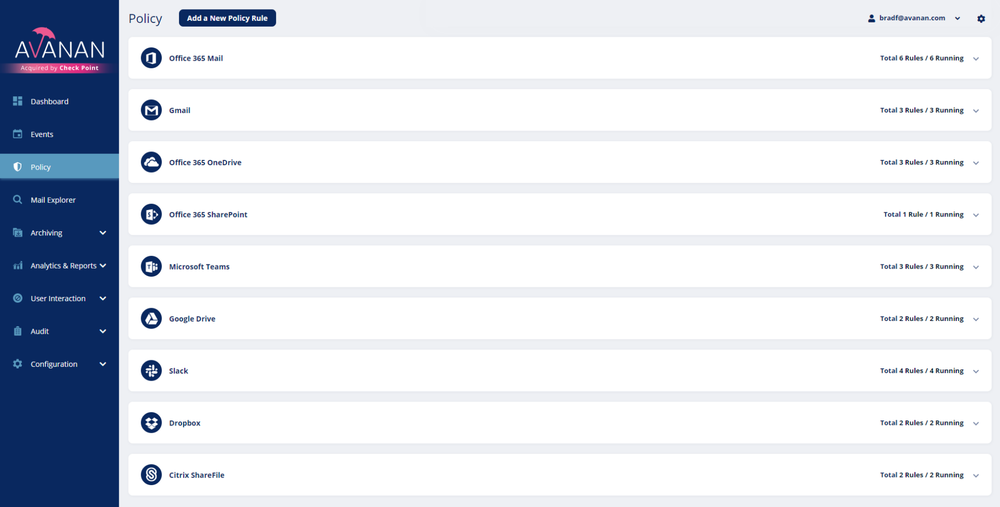 AVANAN
Acquired by Check Point
Dashboard
Events
Policy
Mail Explorer
Archiving
Analytics & Reports
User Interaction
Audit
Configuration
Policy
Add a New Policy Rule
bradf@avanan.com
Office 365 Mail
Total 6 Rules / 6 Running
Gmail
Total 3 Rules / 3 Running
Office 365 OneDrive
Total 3 Rules / 3 Running
Office 365 SharePoint
Total 1 Rule / 1 Running
Microsoft Teams
Total 3 Rules / 3 Running
Google Drive
Total 2 Rules / 2 Running
Slack
Total 4 Rules / 4 Running
Dropbox
Total 2 Rules / 2 Running
Citrix ShareFile
Total 2 Rules / 2 Running